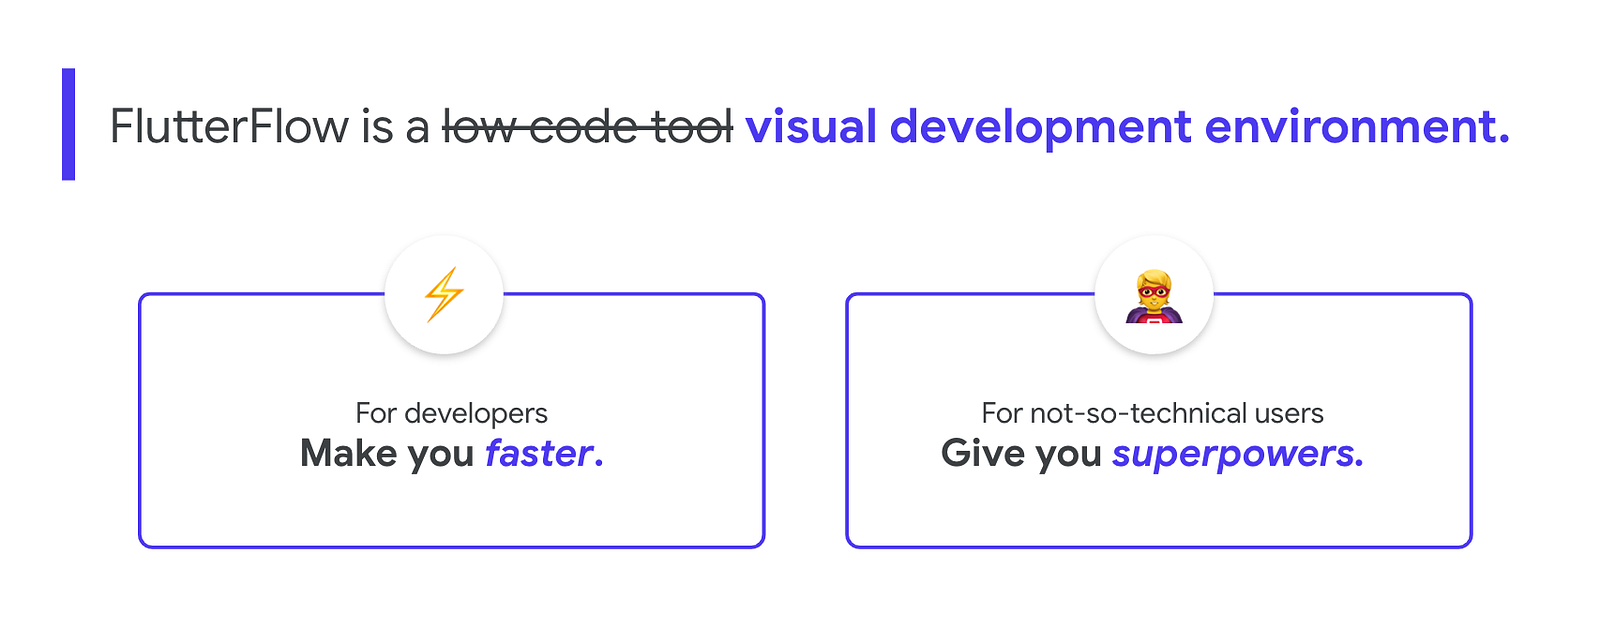 FlutterFlow is a low code tool visual development environment.
For developers
Make you faster.
For not-so-technical users
Give you superpowers.